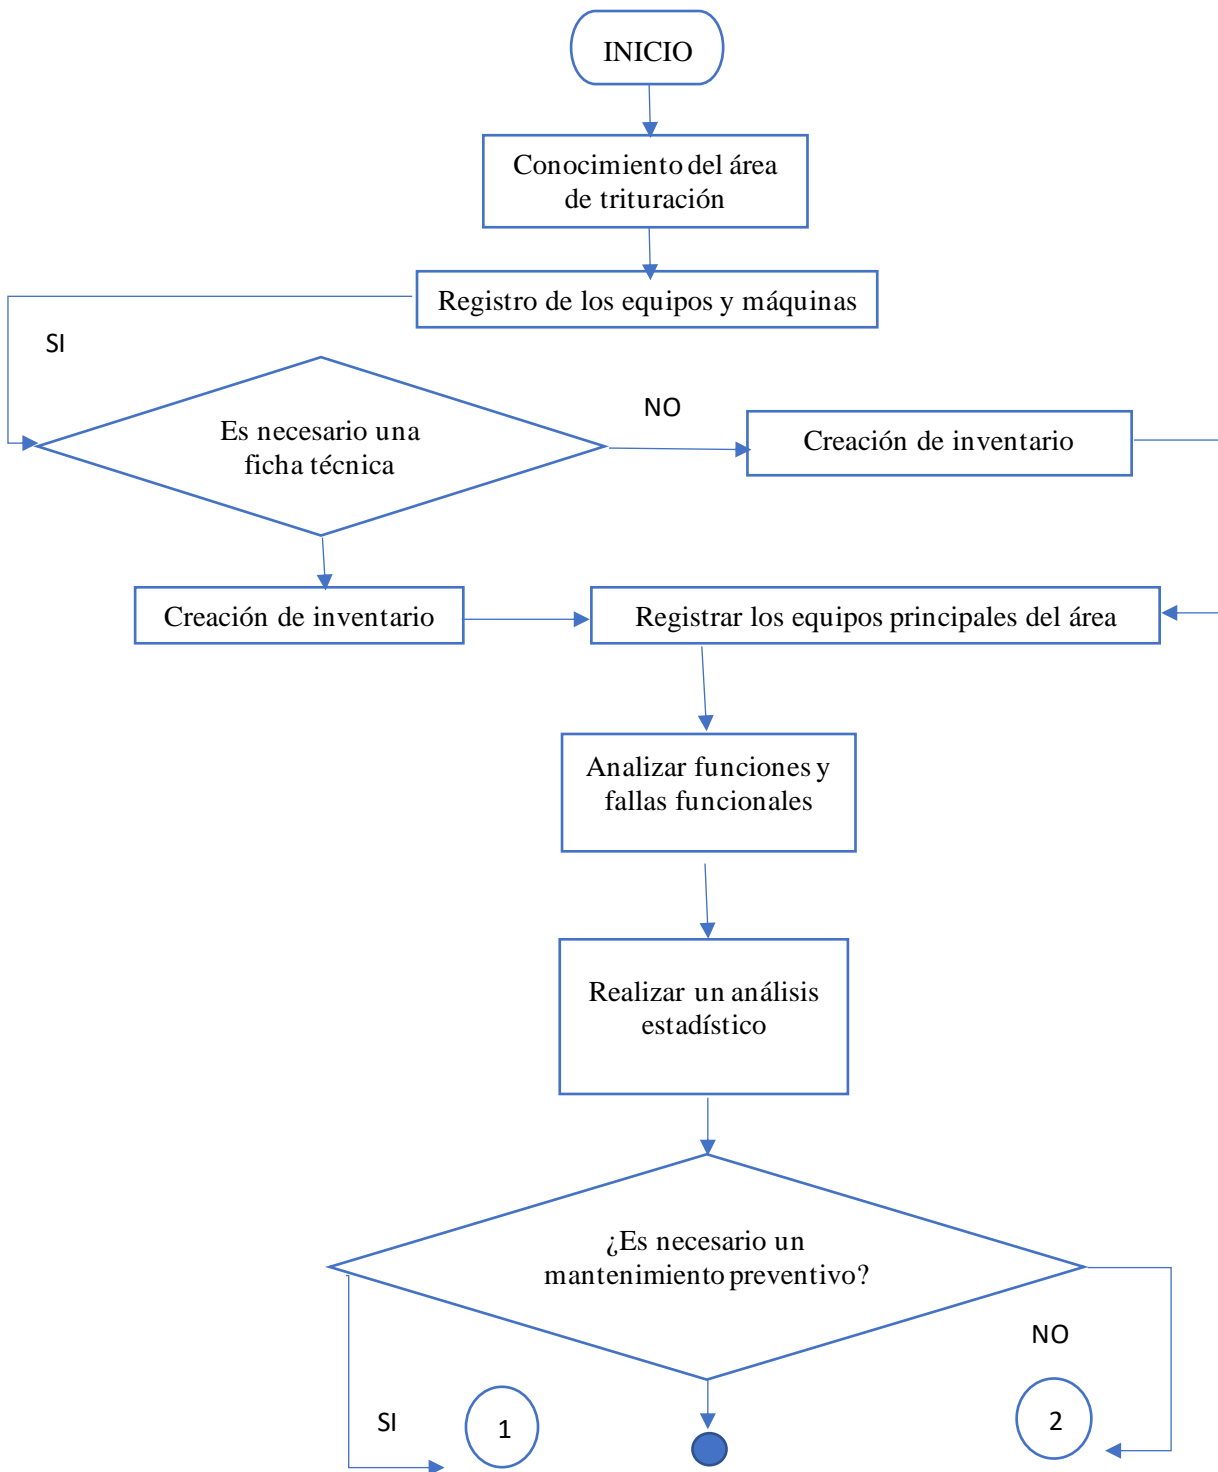 INICIO
Conocimiento del área
de trituración
Registro de los equipos y máquinas
SI
Es necesario una
ficha técnica
NO
Creación de inventario
Creación de inventario
Registrar los equipos principales del área
Analizar funciones y
fallas funcionales
Realizar un análisis
estadístico
¿Es necesario un
mantenimiento preventivo?
NO
SI
1
2